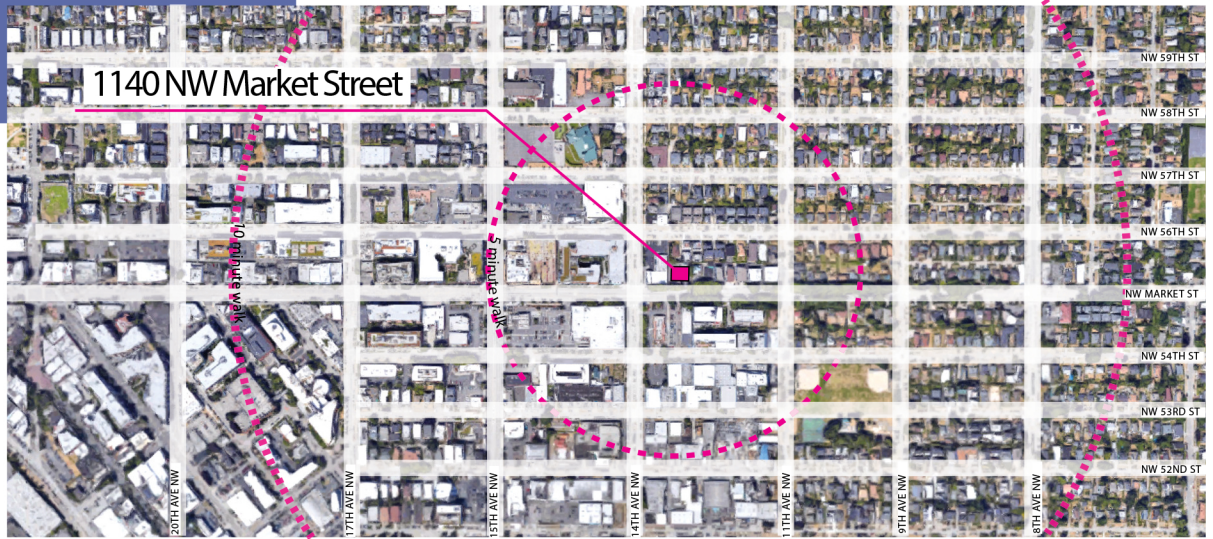 NW 59TH ST
1140 NW Market Street
NW 58TH ST
NW 57TH ST
NW 56TH ST
10 minute walk
5 minute walk
NW MARKET ST
NW 54TH ST
NW 53RD ST
NW 52ND ST
20TH AVE NW
17TH AVE NW
15TH AVE NW
14TH AVE NW
11TH AVE NW
9TH AVE NW
8TH AVE NW